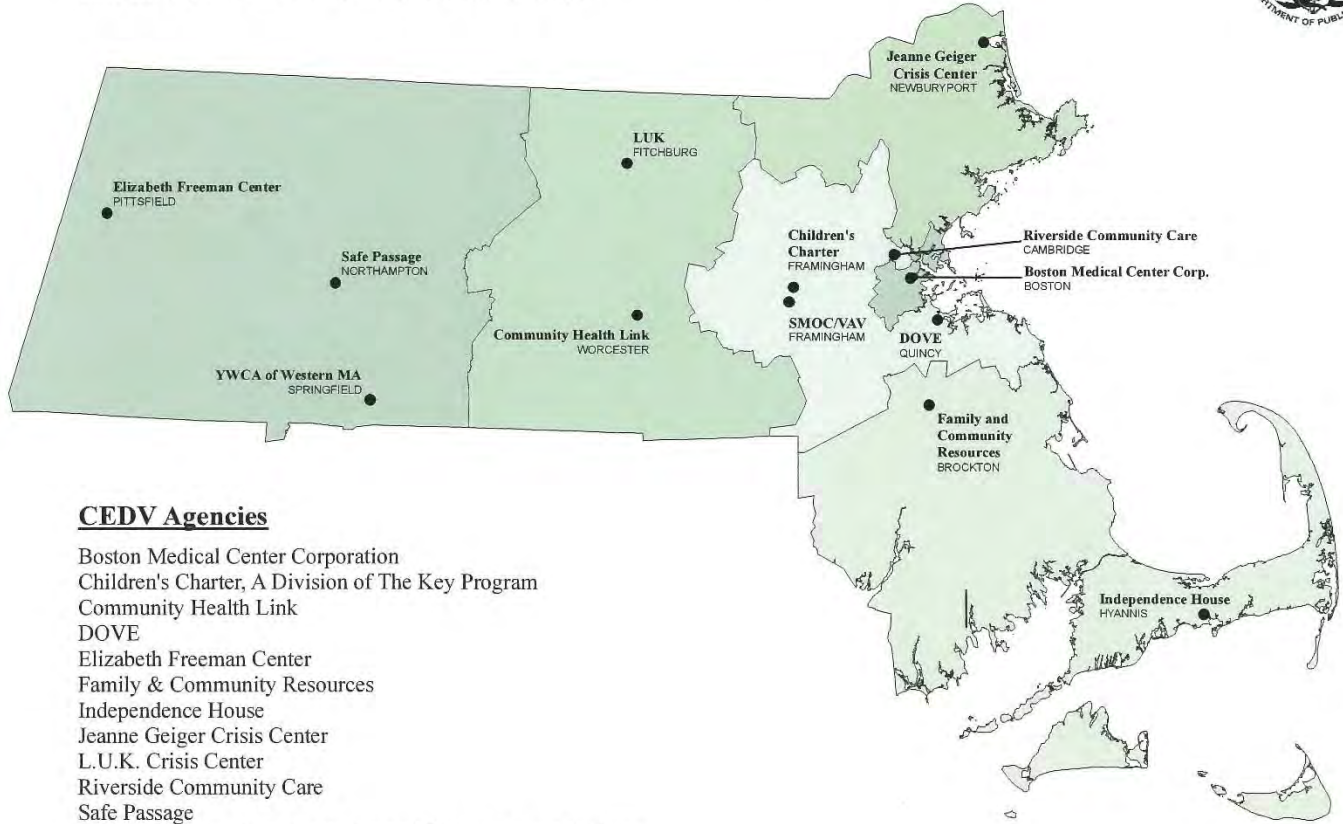 RTMENT OF PUBL
Jeanne Geiger
Crisis Center
NEWBURYPORT
LUK
FITCHBURG
Elizabeth Freeman Center
PITTSFIELD
Safe Passage
NORTHAMPTON
Children's
Charter
FRAMINGHAM
Riverside Community Care
CAMBRIDGE
Boston Medical Center Corp.
BOSTON
SMOC/VAV
FRAMINGHAM
DOVE
QUINCY
Community Health Link
WORCESTER
YWCA of Western MA
SPRINGFIELD
Family and
Community
Resources
BROCKTON
Independence House
HYANNIS
CEDV Agencies
Boston Medical Center Corporation
Children's Charter, A Division of The Key Program
Community Health Link
DOVE
Elizabeth Freeman Center
Family & Community Resources
Independence House
Jeanne Geiger Crisis Center
L.U.K. Crisis Center
Riverside Community Care
Safe Passage